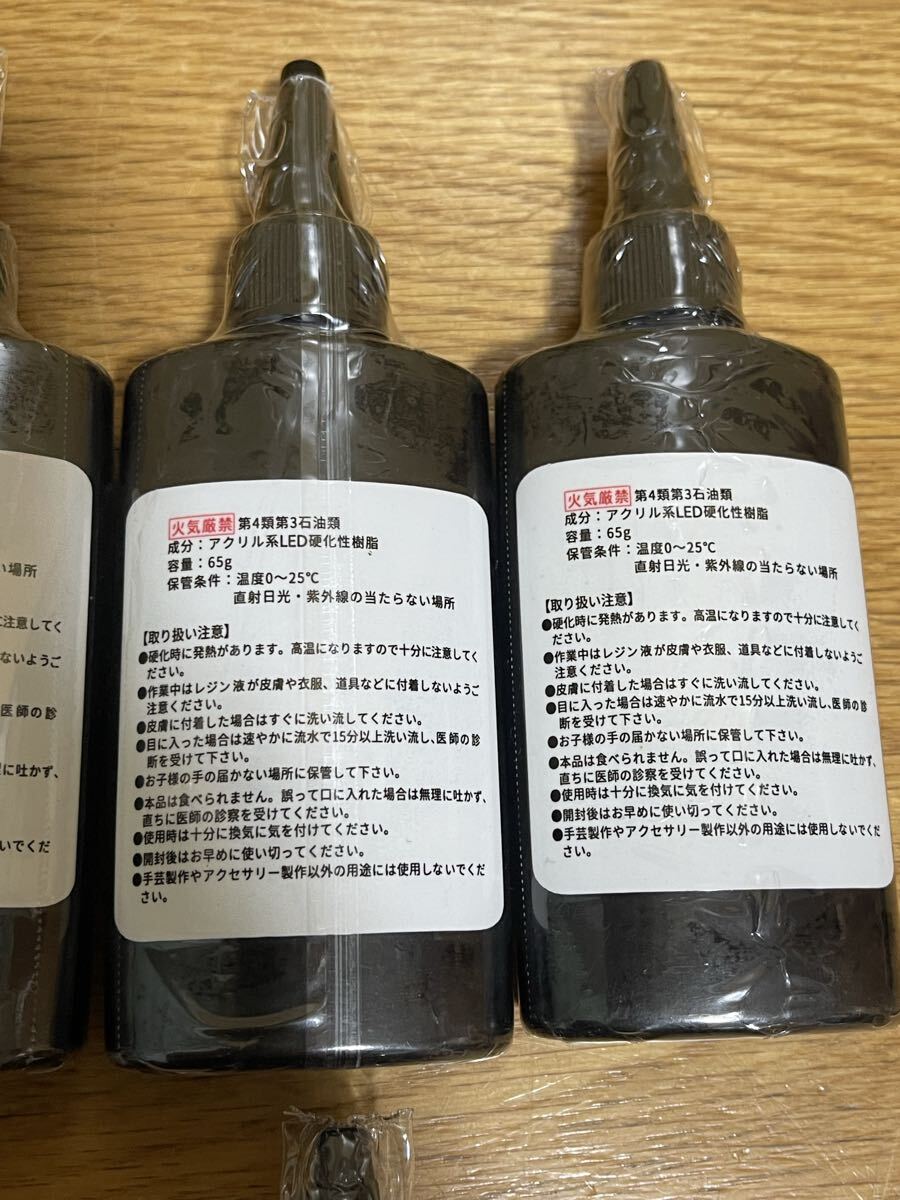 い場所
に注意してく
ないようご
医師の診
理に吐かず、
いでくだ
火気厳禁 第4類第3石油類
成分：アクリル系LED硬化性樹脂
容量：65g
保管条件：温度0～25℃
直射日光・紫外線の当たらない場所
【取り扱い注意】
●硬化時に発熱があります。高温になりますので十分に注意してく
ださい。
●作業中はレジン液が皮膚や衣服、道具などに付着しないようご
注意ください。
●皮膚に付着した場合はすぐに洗い流してください。
●目に入った場合は速やかに流水で15分以上洗い流し、医師の診
断を受けて下さい。
●お子様の手の届かない場所に保管して下さい。
●本品は食べられません。誤って口に入れた場合は無理に吐かず、
直ちに医師の診察を受けてください。
●使用時は十分に換気に気を付けてください。
●開封後はお早めに使い切ってください。
●手芸製作やアクセサリー製作以外の用途には使用しないでくだ
さい。
火気厳禁 第4類第3石油類
成分：アクリル系LED硬化性樹脂
容量：65g
保管条件：温度0～25℃
直射日光・紫外線の当たらない場所
【取り扱い注意】
●硬化時に発熱があります。高温になりますので十分に注意してく
ださい。
●作業中はレジン液が皮膚や衣服、道具などに付着しないようご
注意ください。
●皮膚に付着した場合はすぐに洗い流してください。
●目に入った場合は速やかに流水で15分以上洗い流し、医師の診
断を受けて下さい。
●お子様の手の届かない場所に保管して下さい。
●本品は食べられません。誤って口に入れた場合は無理に吐かず、
直ちに医師の診察を受けてください。
●使用時は十分に換気に気を付けてください。
●開封後はお早めに使い切ってください。
●手芸製作やアクセサリー製作以外の用途には使用しないでくだ
さい。